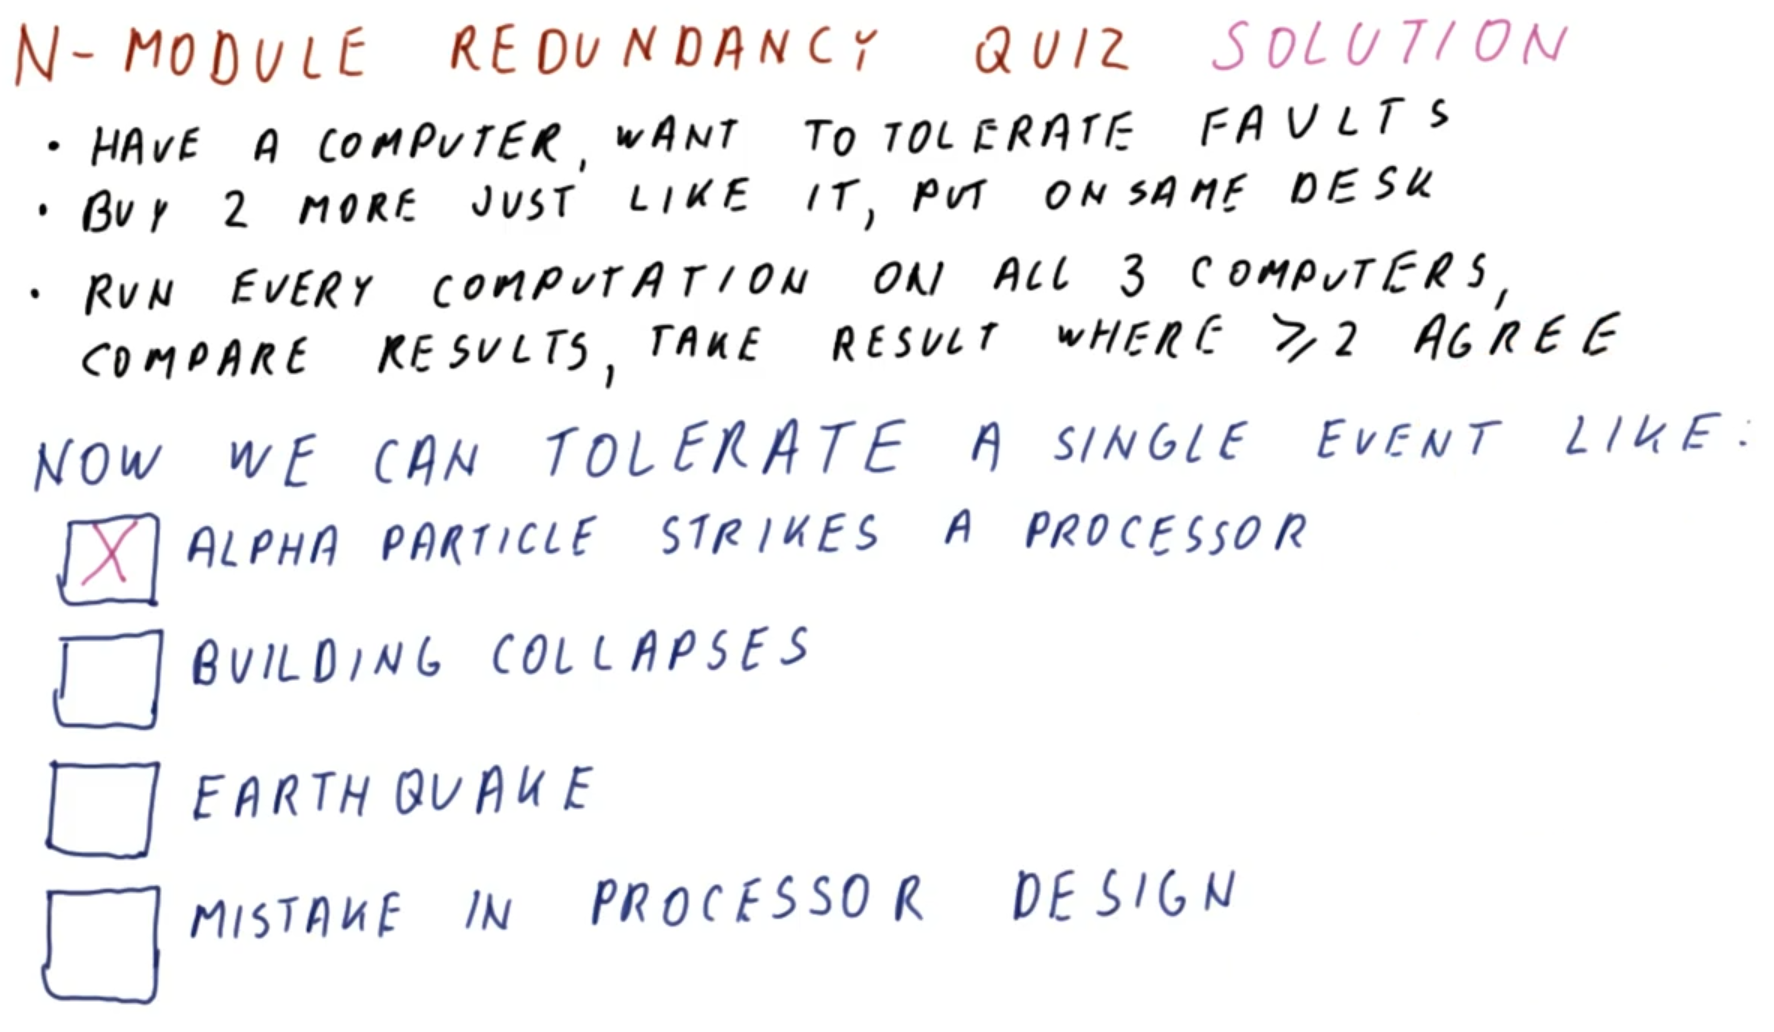 N-MODULE REDUNDANCY QUIZ SOLUTION
• HAVE A COMPUTER, WANT TO TOLERATE FAULTS
• BUY 2 MORE JUST LIKE IT, PUT ON SAME DESK
• RUN EVERY COMPUTATION ON ALL 3 COMPUTERS,
COMPARE RESULTS, TAKE RESULT WHERE ≥2 AGREE
NOW WE CAN TOLERATE A SINGLE EVENT LIKE:
X ALPHA PARTICLE STRIKES A PROCESSOR
BUILDING COLLAPSES
EARTHQUAKE
MISTAKE IN PROCESSOR DESIGN